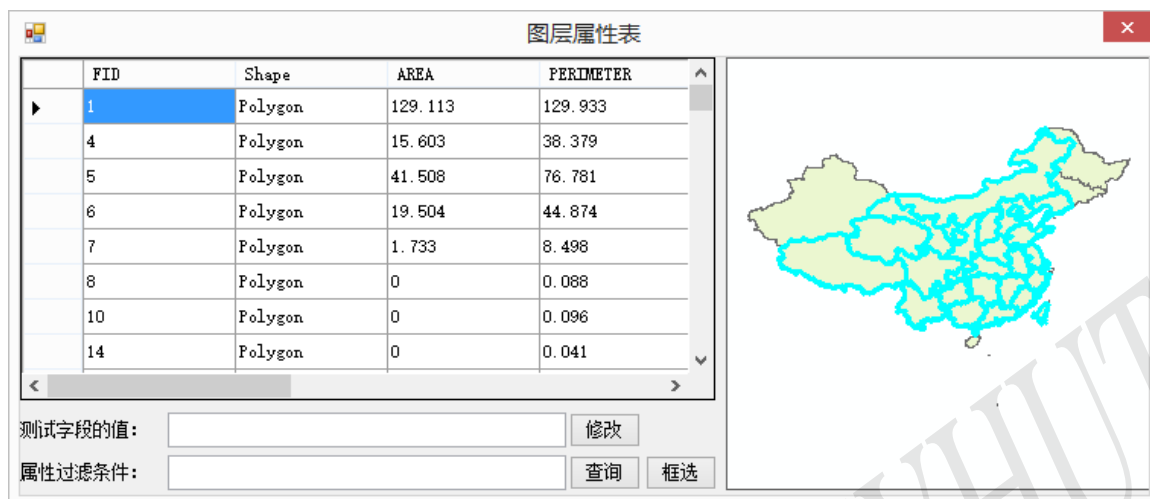 图层属性表
FID Shape AREA PERIMETER
1 Polygon 129.113 129.933
4 Polygon 15.603 38.379
5 Polygon 41.508 76.781
6 Polygon 19.504 44.874
7 Polygon 1.733 8.498
8 Polygon 0 0.088
10 Polygon 0 0.096
14 Polygon 0 0.041
测试字段的值: 修改
属性过滤条件: 查询 框选